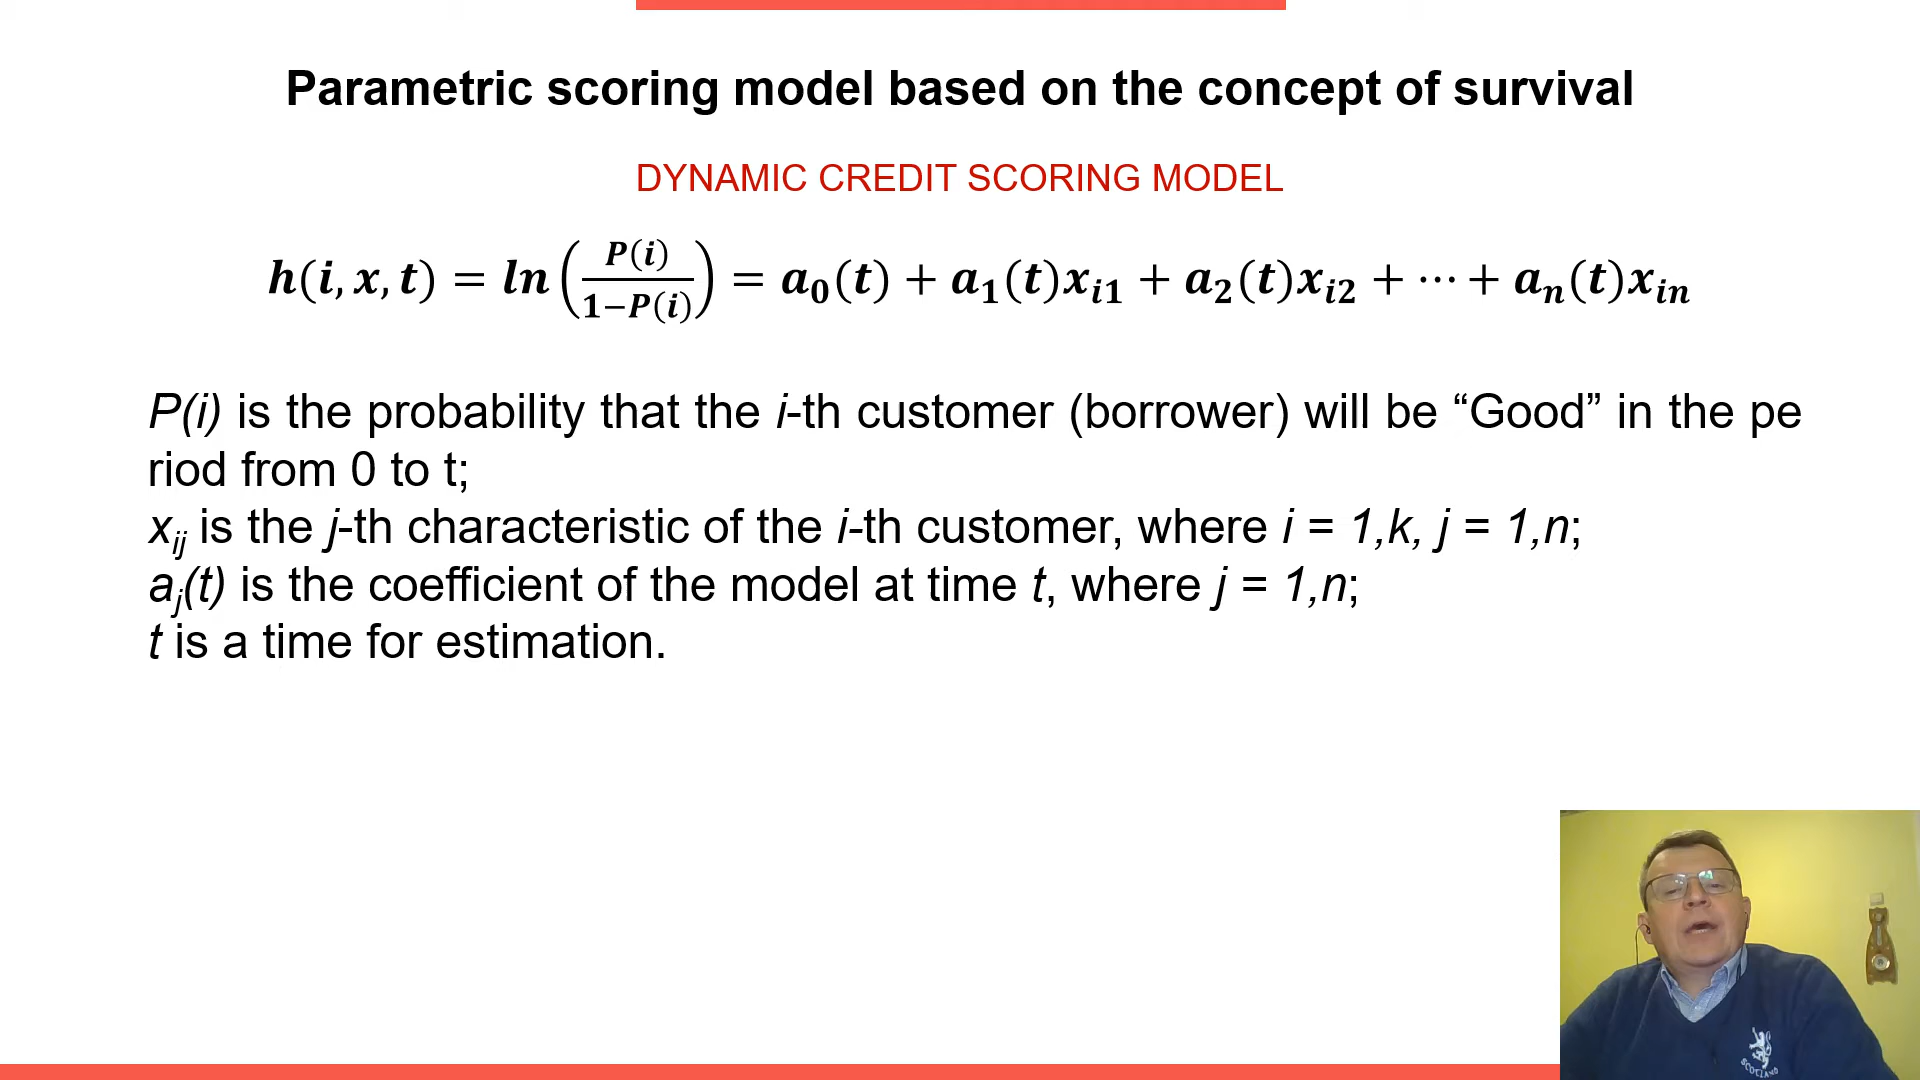 Parametric scoring model based on the concept of survival
DYNAMIC CREDIT SCORING MODEL
h(i, x, t) = ln(P(i)/1−P(i)) = a₀(t) + a₁(t)xᵢ₁ + a₂(t)xᵢ₂ + ⋯ + aₙ(t)xᵢₙ
P(i) is the probability that the i-th customer (borrower) will be “Good” in the pe
riod from 0 to t;
xᵢⱼ is the j-th characteristic of the i-th customer, where i = 1,k, j = 1,n;
aⱼ(t) is the coefficient of the model at time t, where j = 1,n;
t is a time for estimation.
SCOTLAND